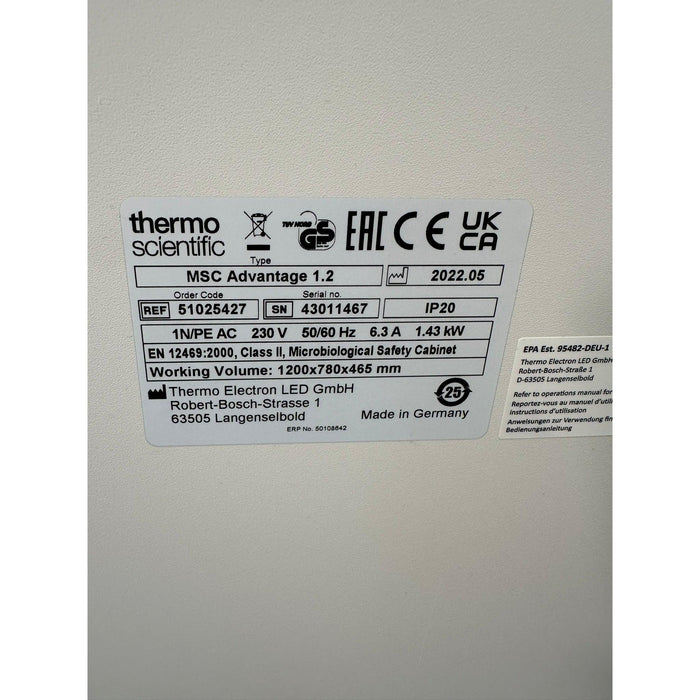 thermo
scientific
TUV NORD
GS
EAC CE UK
CA
Type
MSC Advantage 1.2
2022.05
Order Code
Serial no.
REF 51025427
SN 43011467
IP20
1N/PE AC 230 V 50/60 Hz 6.3 A 1.43 kW
EN 12469:2000, Class II, Microbiological Safety Cabinet
Working Volume: 1200x780x465 mm
Thermo Electron LED GmbH
Robert-Bosch-Strasse 1
63505 Langenselbold
25
Made in Germany
ERP No. 50108642
EPA Est. 95482-DEU-1
Thermo Electron LED GmbH
Robert-Bosch-Straße 1
D-63505 Langenselbold
Refer to operations manual for
Reportez-vous au manuel d'util
instructions d'utilisation
Anweisungen zur Verwendung fin
Bedienungsanleitung